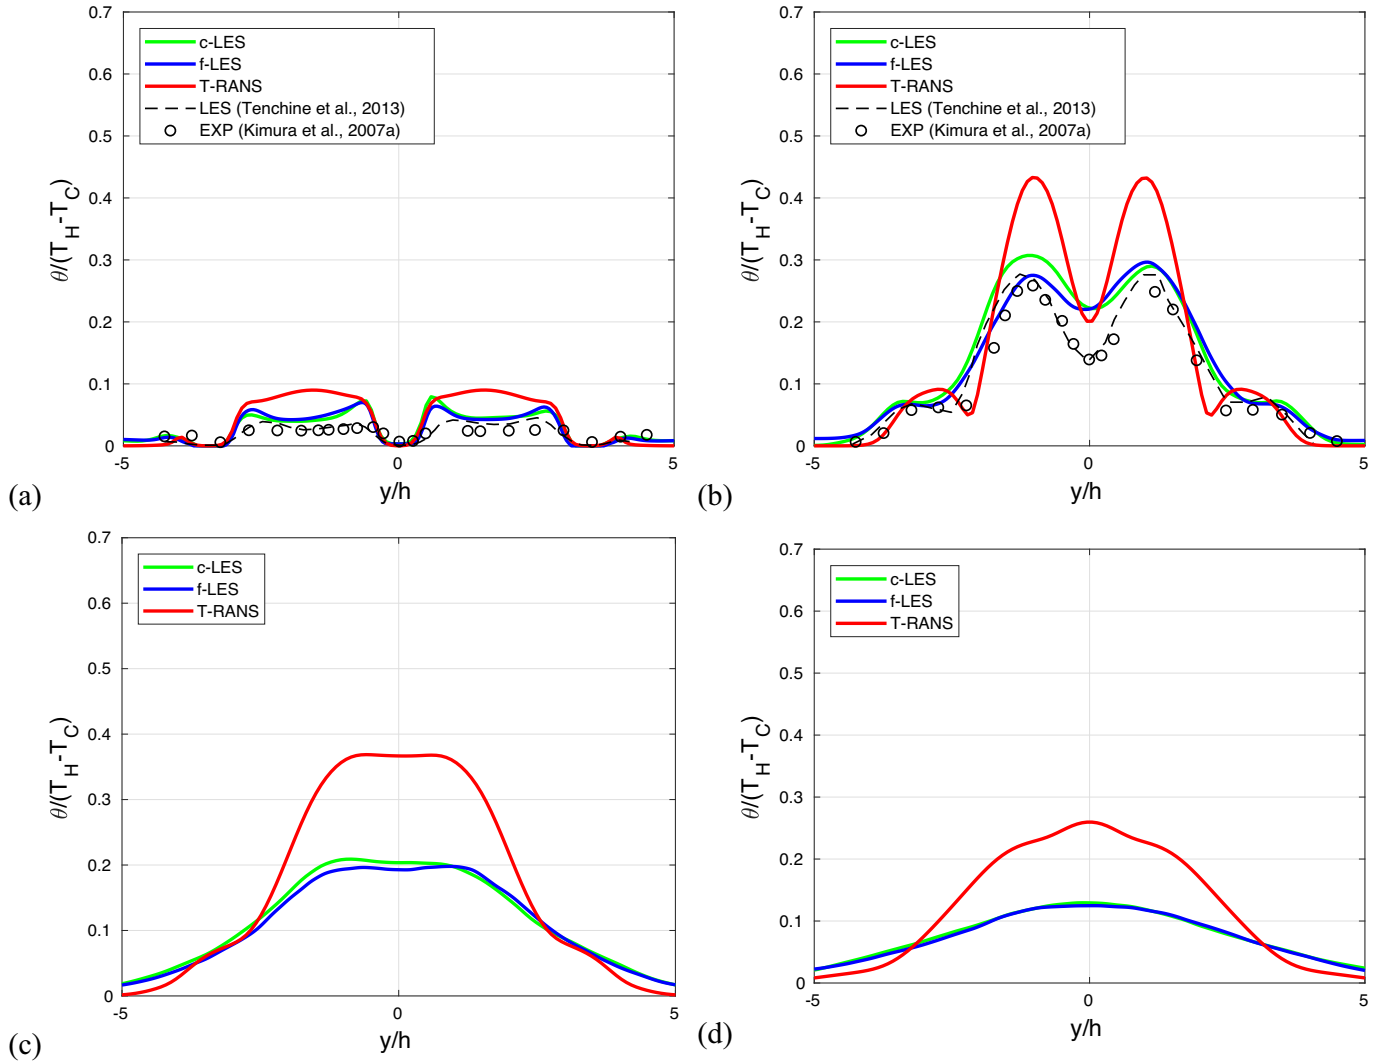 0.7
0.6
0.5
0.4
0.3
0.2
0.1
0
-5
0
5
θ/(T_H-T_C)
y/h
c-LES
f-LES
T-RANS
LES (Tenchine et al., 2013)
EXP (Kimura et al., 2007a)
(a)
0.7
0.6
0.5
0.4
0.3
0.2
0.1
0
-5
0
5
θ/(T_H-T_C)
y/h
c-LES
f-LES
T-RANS
LES (Tenchine et al., 2013)
EXP (Kimura et al., 2007a)
(b)
0.7
0.6
0.5
0.4
0.3
0.2
0.1
0
-5
0
5
θ/(T_H-T_C)
y/h
c-LES
f-LES
T-RANS
(c)
0.7
0.6
0.5
0.4
0.3
0.2
0.1
0
-5
0
5
θ/(T_H-T_C)
y/h
c-LES
f-LES
T-RANS
(d)